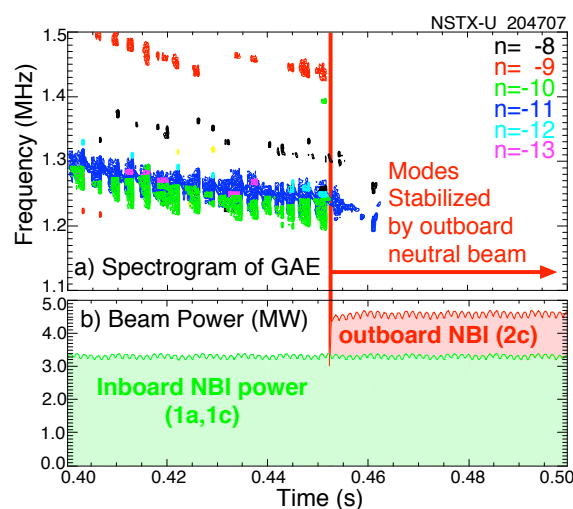 NSTX-U 204707
1.5
1.4
1.3
1.2
1.1
Frequency (MHz)
n= -8
n= -9
n=-10
n=-11
n=-12
n=-13
Modes
Stabilized
by outboard
neutral beam
a) Spectrogram of GAE
5.0
4.0
3.0
2.0
1.0
0.0
b) Beam Power (MW)
outboard NBI (2c)
Inboard NBI power
(1a,1c)
0.40
0.42
0.44
0.46
0.48
0.50
Time (s)